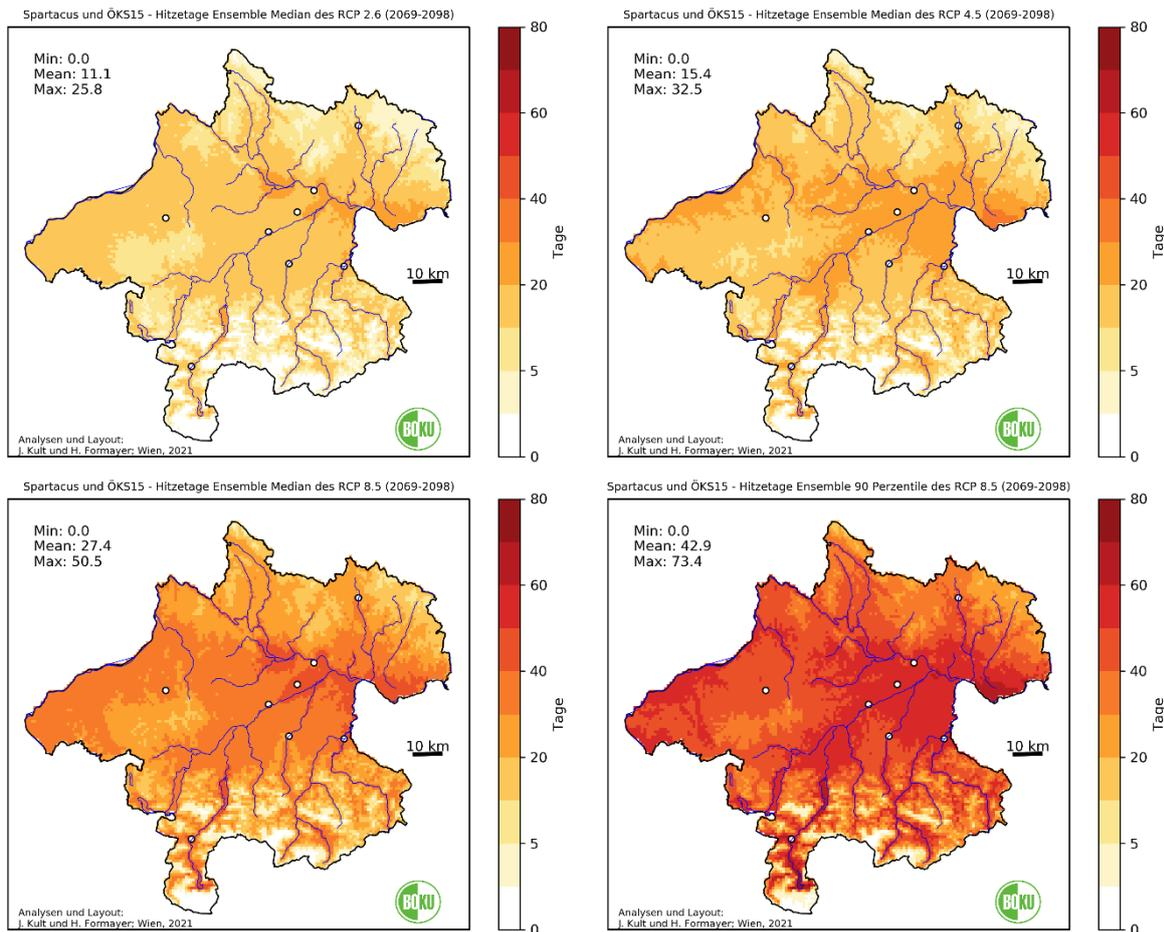 Spartacus und ÖKS15 - Hitzetage Ensemble Median des RCP 2.6 (2069-2098)
Min: 0.0
Mean: 11.1
Max: 25.8
10 km
Analysen und Layout:
J. Kult und H. Formayer; Wien, 2021
BOKU
80
60
40
20
5
0
Tage
Spartacus und ÖKS15 - Hitzetage Ensemble Median des RCP 4.5 (2069-2098)
Min: 0.0
Mean: 15.4
Max: 32.5
10 km
Analysen und Layout:
J. Kult und H. Formayer; Wien, 2021
BOKU
80
60
40
20
5
0
Tage
Spartacus und ÖKS15 - Hitzetage Ensemble Median des RCP 8.5 (2069-2098)
Min: 0.0
Mean: 27.4
Max: 50.5
10 km
Analysen und Layout:
J. Kult und H. Formayer; Wien, 2021
BOKU
80
60
40
20
5
0
Tage
Spartacus und ÖKS15 - Hitzetage Ensemble 90 Perzentile des RCP 8.5 (2069-2098)
Min: 0.0
Mean: 42.9
Max: 73.4
10 km
Analysen und Layout:
J. Kult und H. Formayer; Wien, 2021
BOKU
80
60
40
20
5
0
Tage